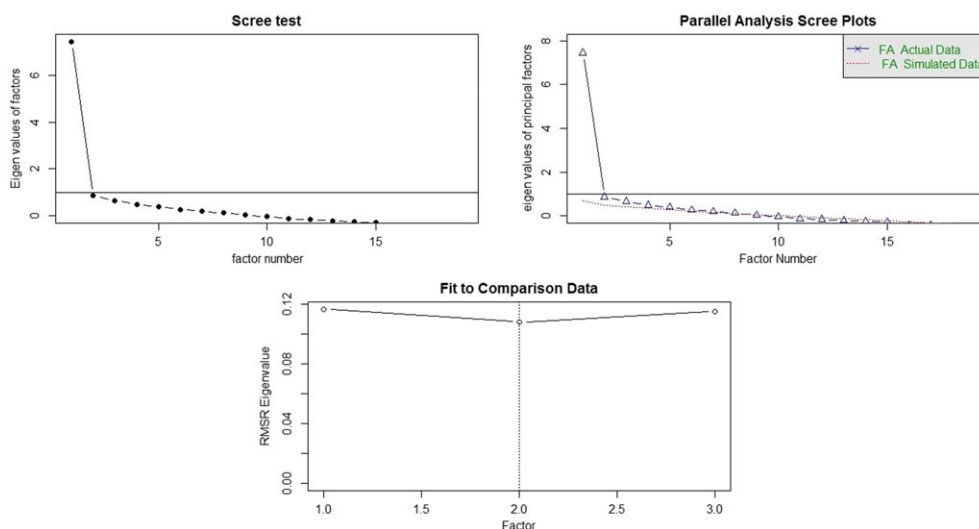 Scree test
Eigen values of factors
6
4
2
0
5 10 15
factor number
Parallel Analysis Scree Plots
eigen values of principal factors
8
6
4
2
0
FA Actual Data
FA Simulated Data
5 10 15
Factor Number
Fit to Comparison Data
RMSR Eigenvalue
0.12
0.08
0.04
0.00
1.0 1.5 2.0 2.5 3.0
Factor